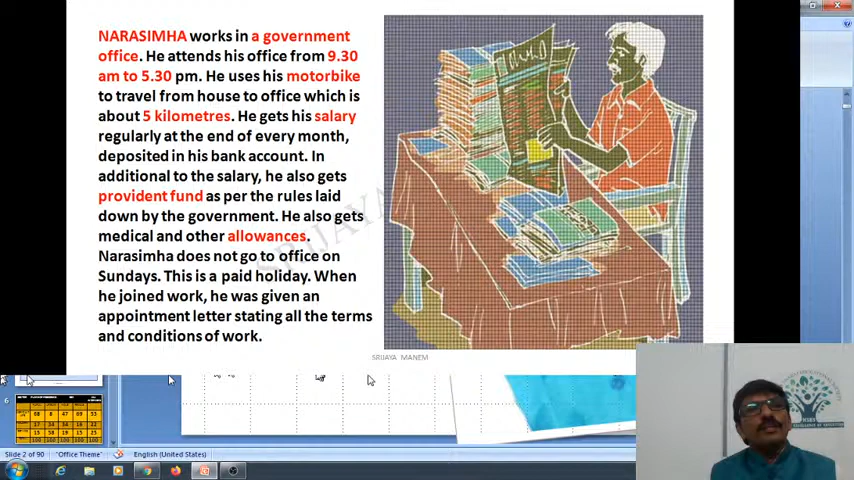 NARASIMHA works in a government
office. He attends his office from 9.30
am to 5.30 pm. He uses his motorbike
to travel from house to office which is
about 5 kilometres. He gets his salary
regularly at the end of every month,
deposited in his bank account. In
additional to the salary, he also gets
provident fund as per the rules laid
down by the government. He also gets
medical and other allowances.
Narasimha does not go to office on
Sundays. This is a paid holiday. When
he joined work, he was given an
appointment letter stating all the terms
and conditions of work.
SRIJAYA MANEM
6
Slide 2 of 90
"Office Theme"
English (United States)